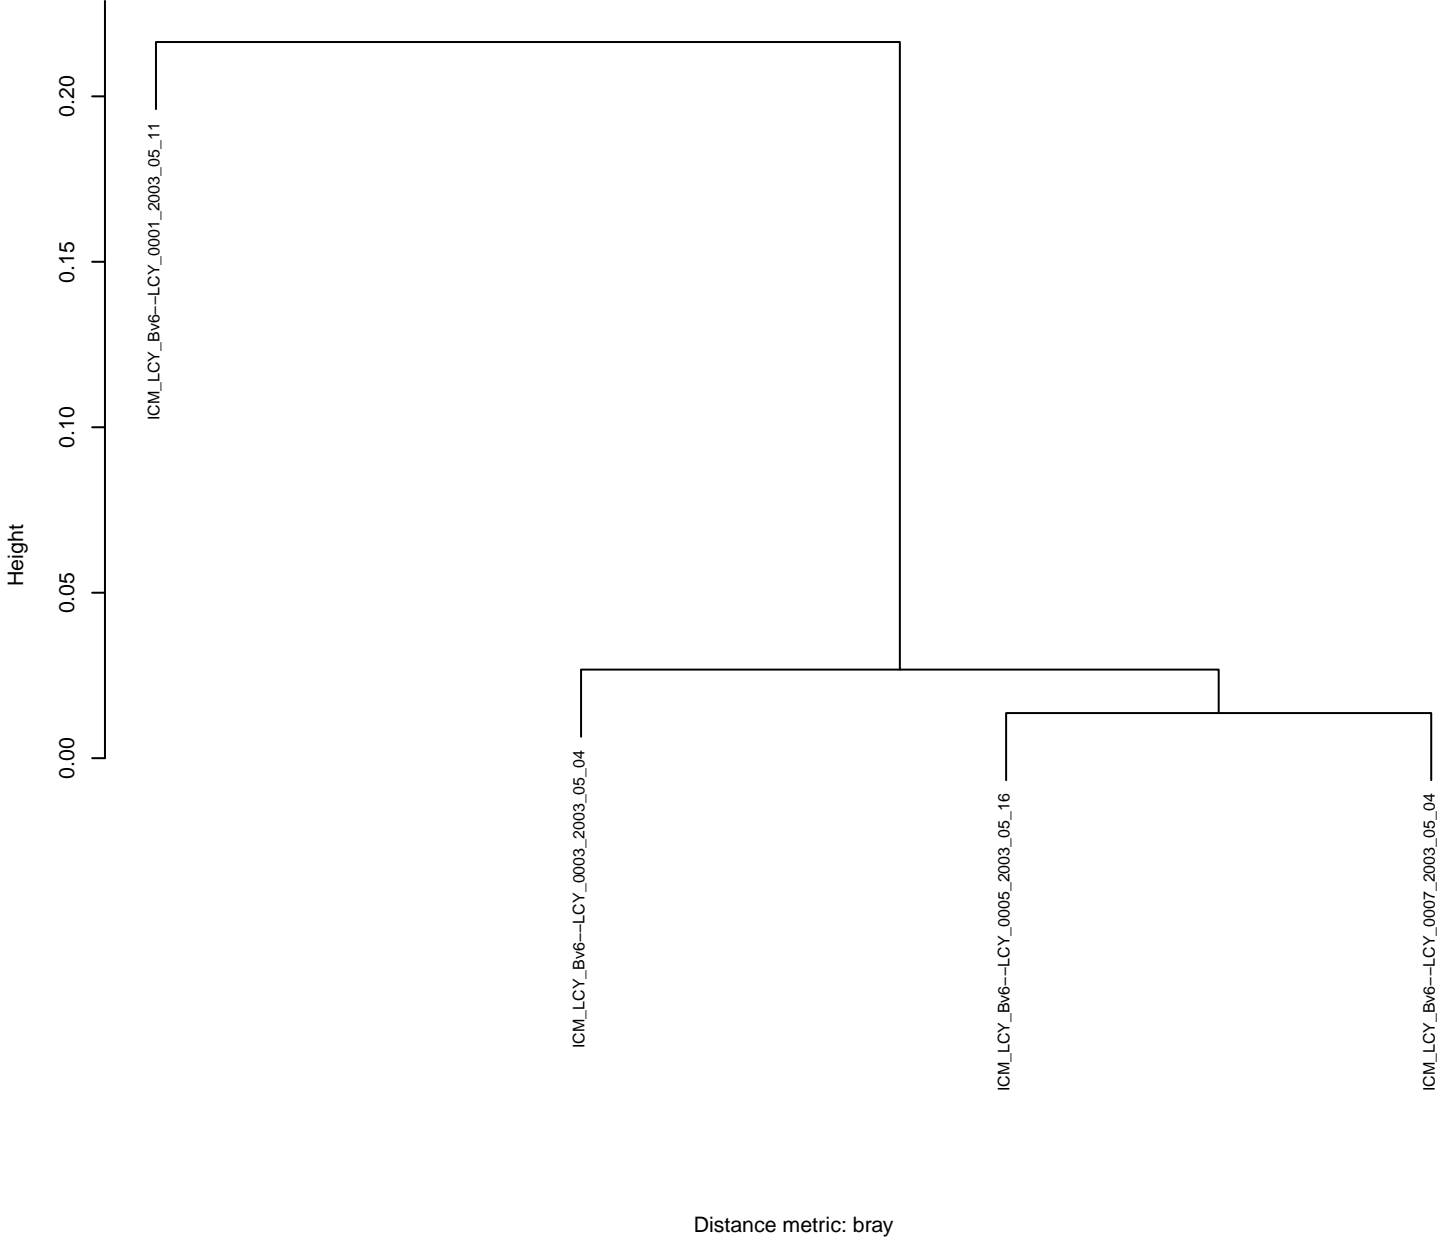 Height
0.00
0.05
0.10
0.15
0.20
ICM_LCY_Bv6−−LCY_0001_2003_05_11
ICM_LCY_Bv6−−LCY_0003_2003_05_04
ICM_LCY_Bv6−−LCY_0005_2003_05_16
ICM_LCY_Bv6−−LCY_0007_2003_05_04
Distance metric: bray